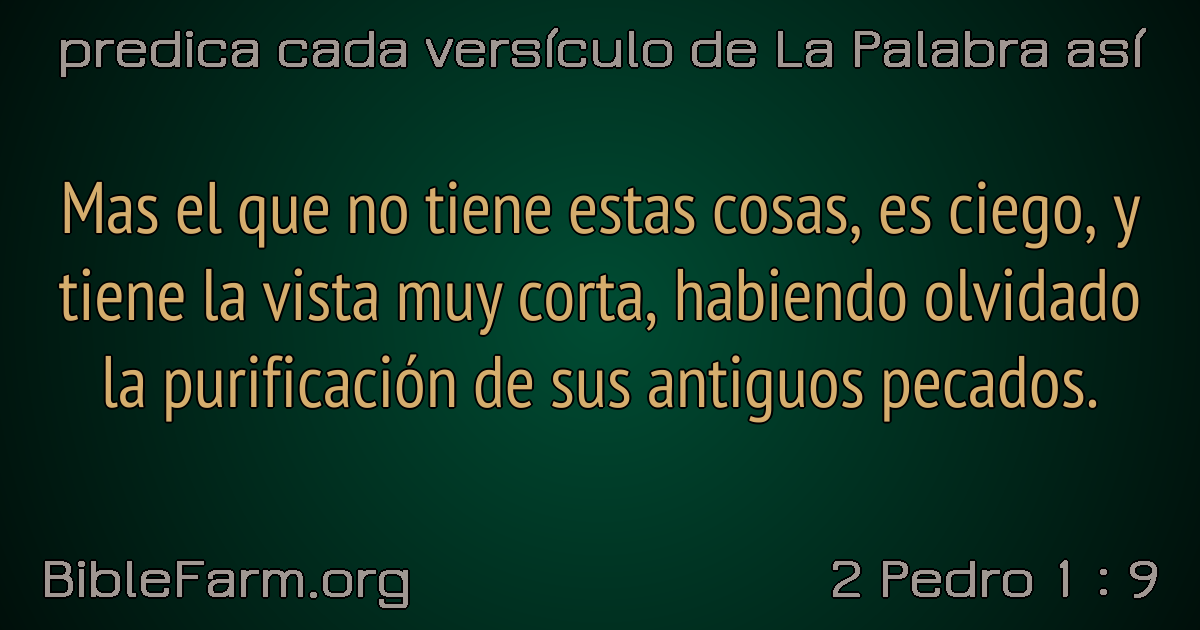 predica cada versículo de La Palabra así
Mas el que no tiene estas cosas, es ciego, y
tiene la vista muy corta, habiendo olvidado
la purificación de sus antiguos pecados.
BibleFarm.org
2 Pedro 1 : 9